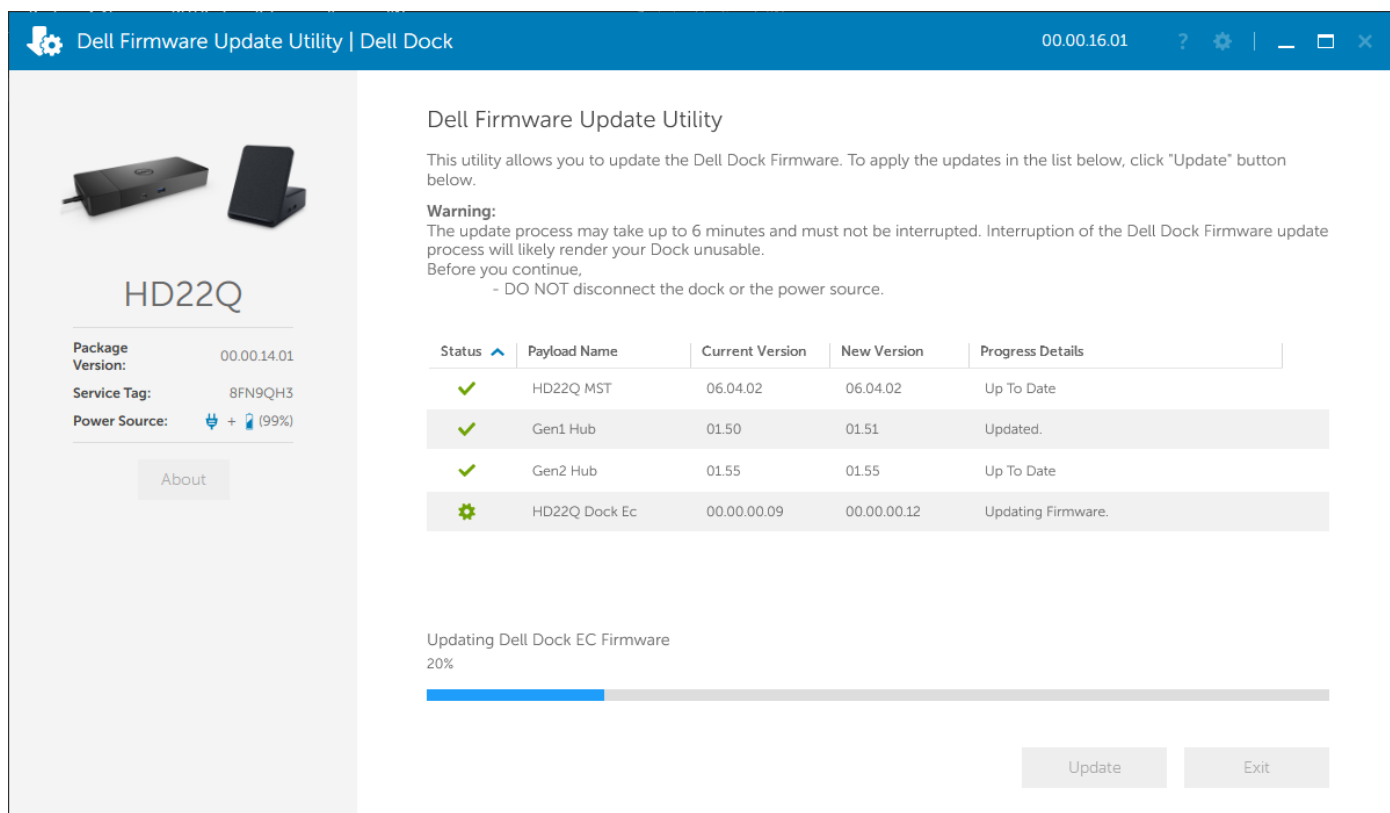 Dell Firmware Update Utility | Dell Dock
00.00.16.01
?
HD22Q
Package Version: 00.00.14.01
Service Tag: 8FN9QH3
Power Source: + (99%)
About
Dell Firmware Update Utility
This utility allows you to update the Dell Dock Firmware. To apply the updates in the list below, click "Update" button
below.
Warning:
The update process may take up to 6 minutes and must not be interrupted. Interruption of the Dell Dock Firmware update
process will likely render your Dock unusable.
Before you continue,
- DO NOT disconnect the dock or the power source.
Status Payload Name Current Version New Version Progress Details
HD22Q MST 06.04.02 06.04.02 Up To Date
Gen1 Hub 01.50 01.51 Updated.
Gen2 Hub 01.55 01.55 Up To Date
HD22Q Dock Ec 00.00.00.09 00.00.00.12 Updating Firmware.
Updating Dell Dock EC Firmware
20%
Update Exit